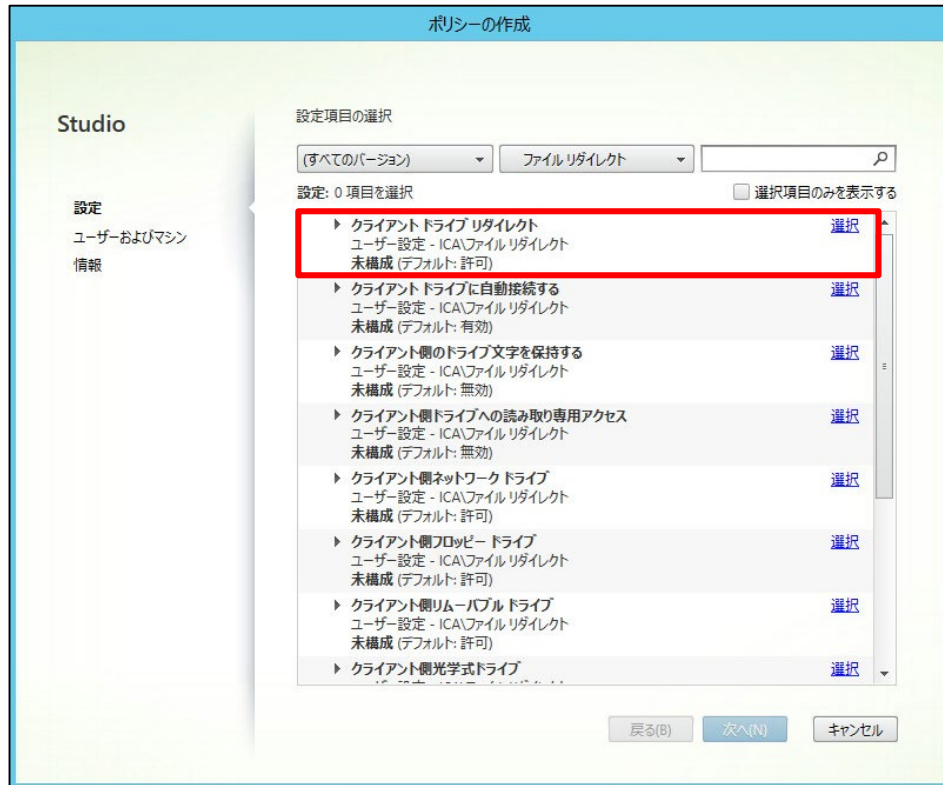 ポリシーの作成
Studio
設定
ユーザーおよびマシン
情報
設定項目の選択
(すべてのバージョン)
ファイル リダイレクト
設定: 0 項目を選択
選択項目のみを表示する
クライアント ドライブ リダイレクト
選択
ユーザー設定 - ICA\ファイル リダイレクト
未構成 (デフォルト: 許可)
クライアント ドライブに自動接続する
選択
ユーザー設定 - ICA\ファイル リダイレクト
未構成 (デフォルト: 有効)
クライアント側のドライブ文字を保持する
選択
ユーザー設定 - ICA\ファイル リダイレクト
未構成 (デフォルト: 無効)
クライアント側ドライブへの読み取り専用アクセス
選択
ユーザー設定 - ICA\ファイル リダイレクト
未構成 (デフォルト: 無効)
クライアント側ネットワーク ドライブ
選択
ユーザー設定 - ICA\ファイル リダイレクト
未構成 (デフォルト: 許可)
クライアント側フロッピー ドライブ
選択
ユーザー設定 - ICA\ファイル リダイレクト
未構成 (デフォルト: 許可)
クライアント側リムーバブル ドライブ
選択
ユーザー設定 - ICA\ファイル リダイレクト
未構成 (デフォルト: 許可)
クライアント側光学式ドライブ
選択
戻る(B)
次へ(N)
キャンセル